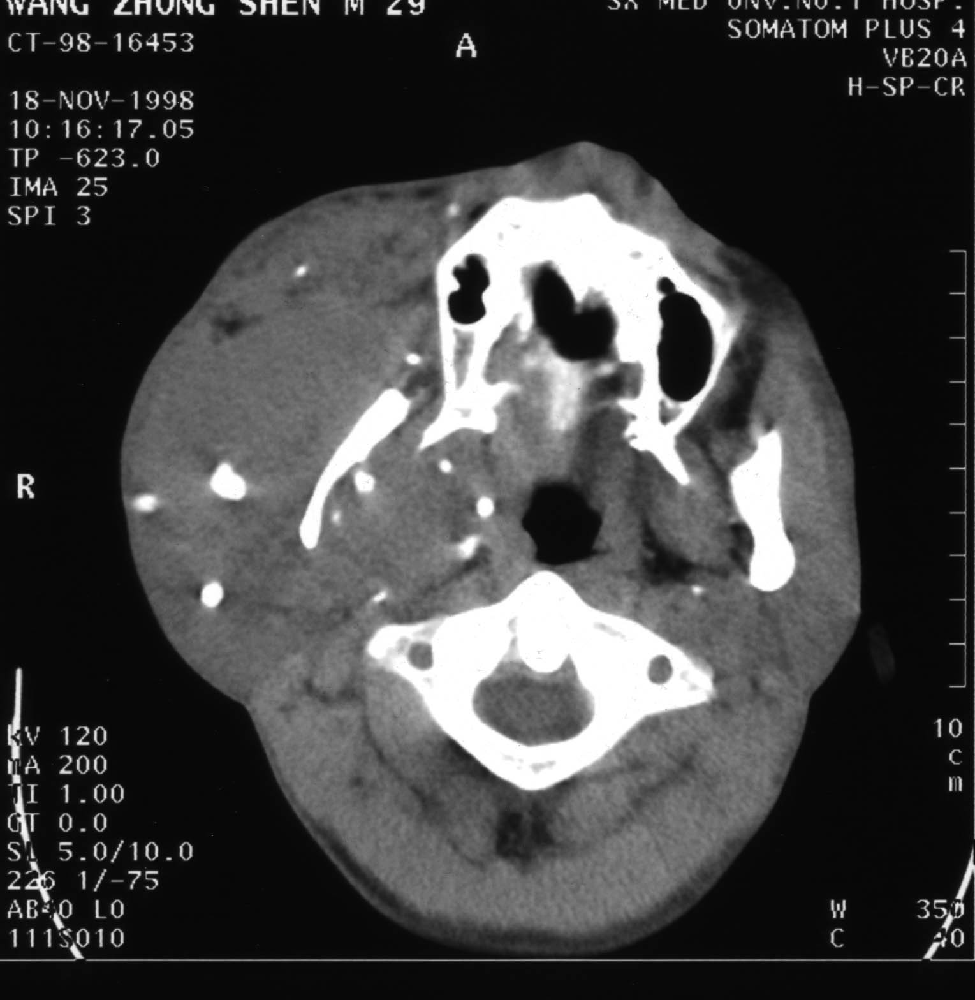 WANG ZHONG SHEN M 29
CT-98-16453
18-NOV-1998
10:16:17.05
TP -623.0
IMA 25
SPI 3
SX MED UNV.NO.1 HOSP.
SOMATOM PLUS 4
VB20A
H-SP-CR
A
R
KV 120
mA 200
TI 1.00
GT 0.0
SL 5.0/10.0
226 1/-75
AB40 L0
111S010
10
c
m
W 350
C 40